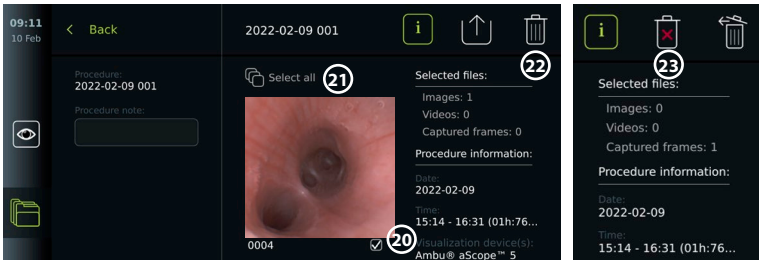 09:11
10 Feb
Back
Procedure:
2022-02-09 001
Procedure note:
2022-02-09 001
i
22
Select all
21
0004
20
Selected files:
Images: 1
Videos: 0
Captured frames: 0
Procedure information:
Date:
2022-02-09
Time:
15:14 - 16:31 (01h:76...
Visualization device(s):
Ambu® aScope™ 5
i
23
Selected files:
Images: 0
Videos: 0
Captured frames: 1
Procedure information:
Date:
2022-02-09
Time:
15:14 - 16:31 (01h:76...